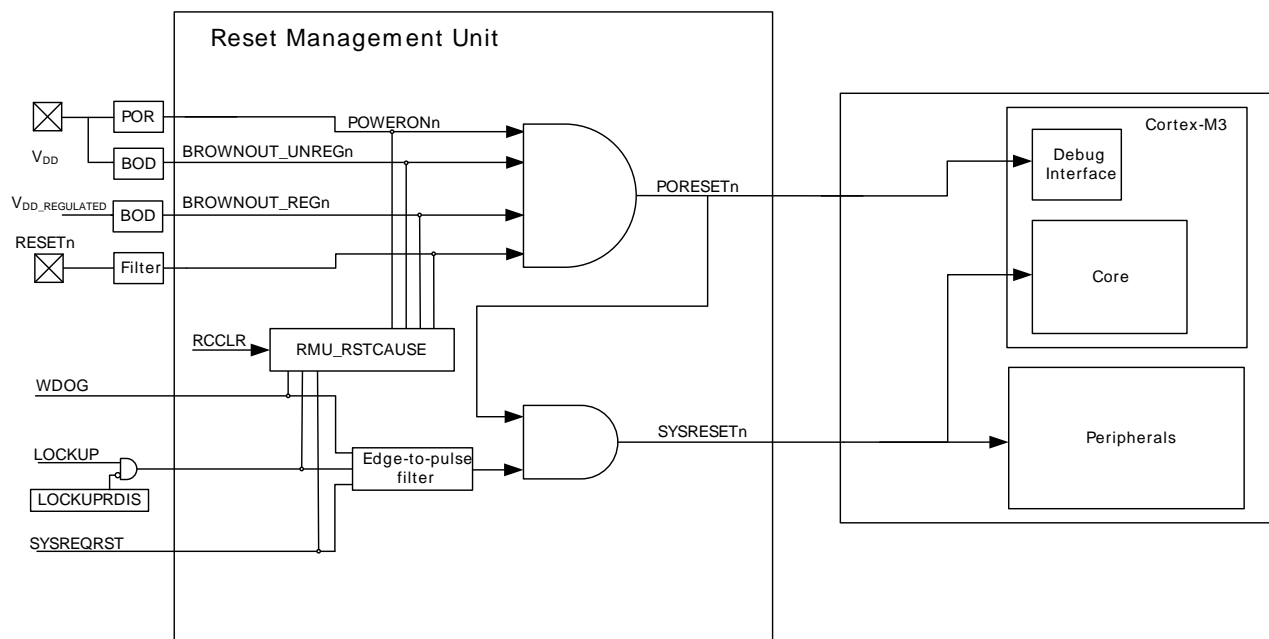 Reset Management Unit
POR
POWERONn
Cortex-M3
VDD
BOD
BROWNOUT_UNREGn
Debug
Interface
VDD_REGULATED
BOD
BROWNOUT_REGn
PORESETn
RESETn
Filter
Core
RCCLR
RMU_RSTCAUSE
WDOG
SYSRESETn
Peripherals
LOCKUP
Edge-to-pulse
filter
LOCKUPRDIS
SYSREQRST